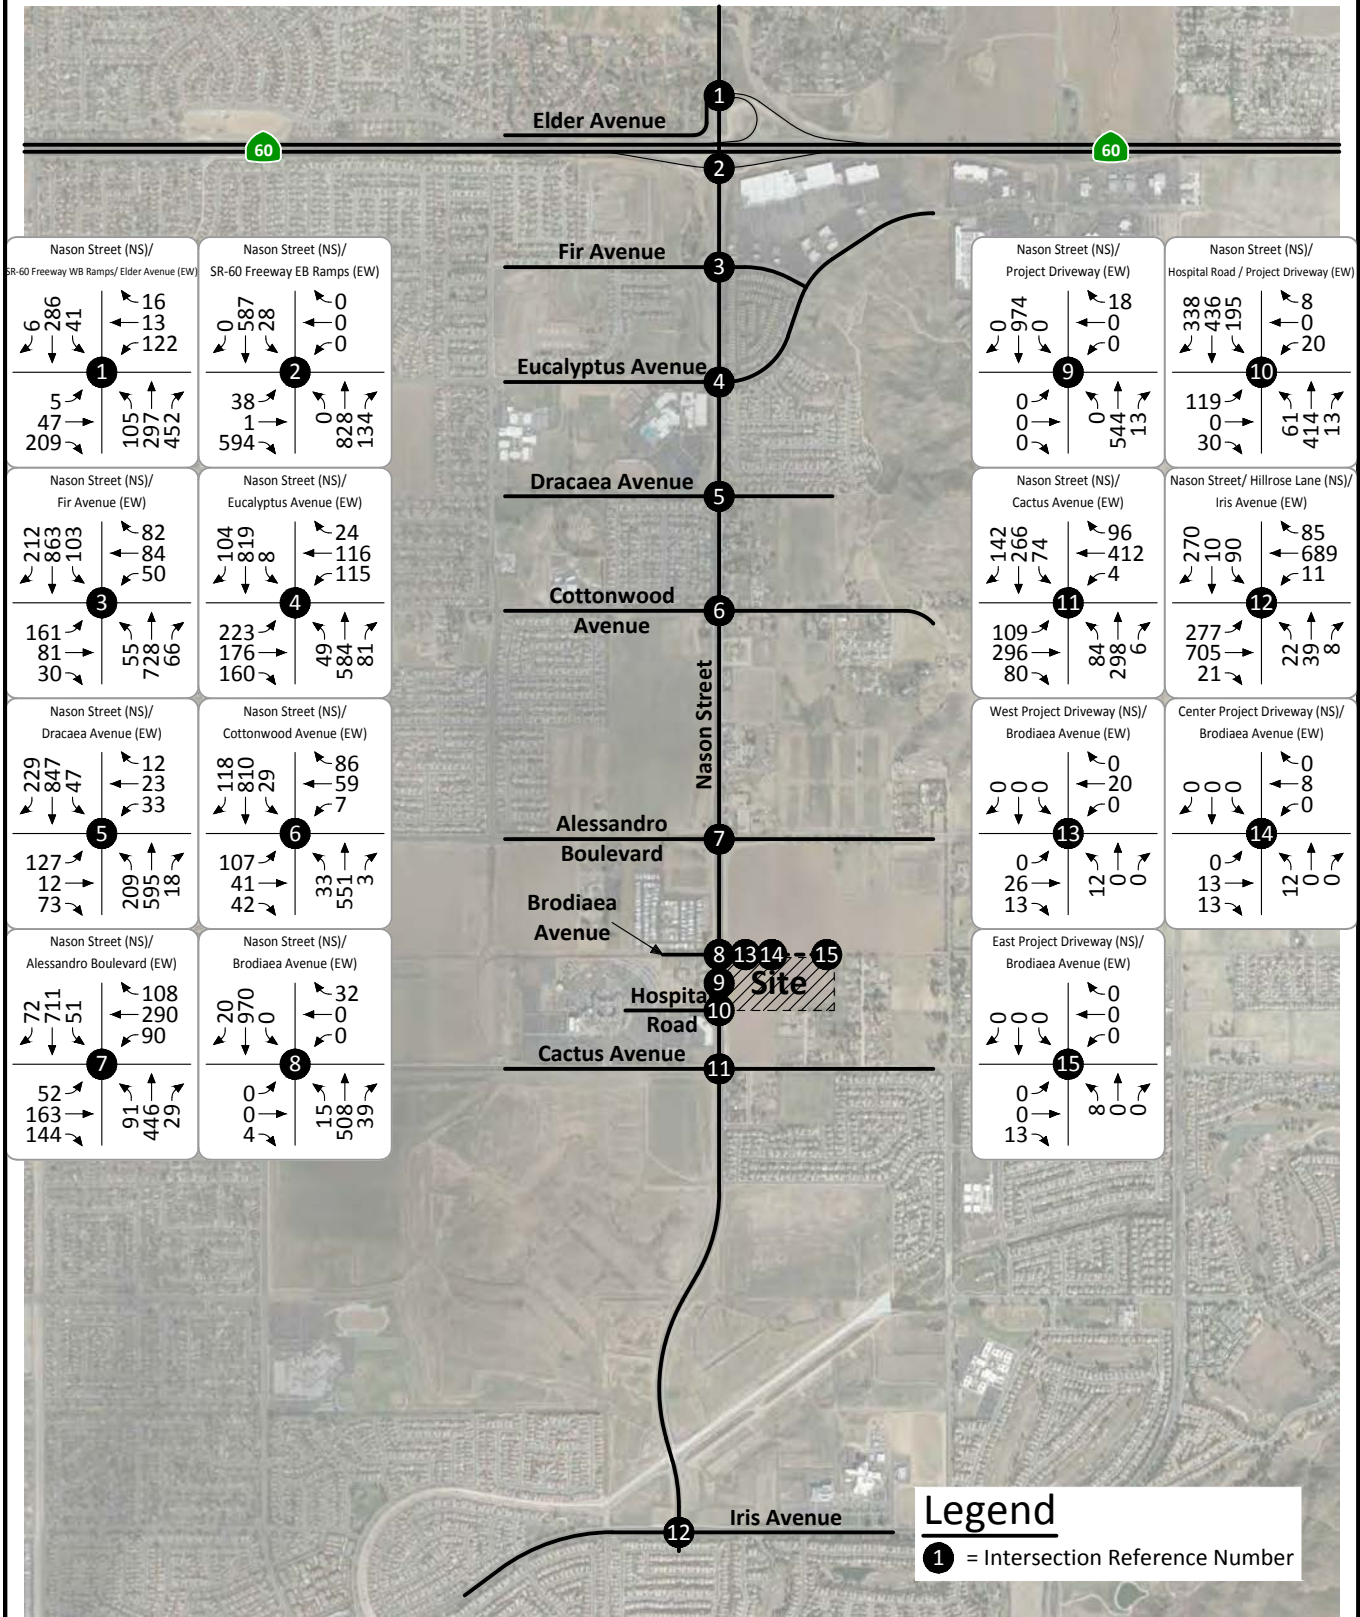 1
Elder Avenue
60
60
2
Fir Avenue
3
Eucalyptus Avenue
4
Dracaea Avenue
5
Cottonwood
Avenue
6
Nason Street
Alessandro
Boulevard
7
Brodiaea
Avenue
8 13 14 15
9
Site
Hospita
Road
10
Cactus Avenue
11
Iris Avenue
12
Nason Street (NS)/
SR-60 Freeway WB Ramps/ Elder Avenue (EW)
6 286 41
16
13
122
1
5
47
209
105 297 452
Nason Street (NS)/
SR-60 Freeway EB Ramps (EW)
0 587 28
0
0
0
2
38
1
594
0 828 134
Nason Street (NS)/
Fir Avenue (EW)
212 863 103
82
84
50
3
161
81
30
55 728 66
Nason Street (NS)/
Eucalyptus Avenue (EW)
104 819 8
24
116
115
4
223
176
160
49 584 81
Nason Street (NS)/
Dracaea Avenue (EW)
229 847 47
12
23
33
5
127
12
73
209 595 18
Nason Street (NS)/
Cottonwood Avenue (EW)
118 810 29
86
59
7
6
107
41
42
33 551 3
Nason Street (NS)/
Alessandro Boulevard (EW)
72 711 51
108
290
90
7
52
163
144
91 446 29
Nason Street (NS)/
Brodiaea Avenue (EW)
20 970 0
32
0
0
8
0
0
4
15 508 39
Nason Street (NS)/
Project Driveway (EW)
0 974 0
18
0
0
9
0
0
0
0 544 13
Nason Street (NS)/
Hospital Road / Project Driveway (EW)
338 436 195
8
0
20
10
119
0
30
61 414 13
Nason Street (NS)/
Cactus Avenue (EW)
142 266 74
96
412
4
11
109
296
80
84 298 6
Nason Street/ Hillrose Lane (NS)/
Iris Avenue (EW)
270 10 90
85
689
11
12
277
705
21
22 39 8
West Project Driveway (NS)/
Brodiaea Avenue (EW)
0 0 0
0
20
0
13
0
26
13
12 0 0
Center Project Driveway (NS)/
Brodiaea Avenue (EW)
0 0 0
0
8
0
14
0
13
13
12 0 0
East Project Driveway (NS)/
Brodiaea Avenue (EW)
0 0 0
0
0
0
15
0
0
13
8 0 0
Legend
1 = Intersection Reference Number